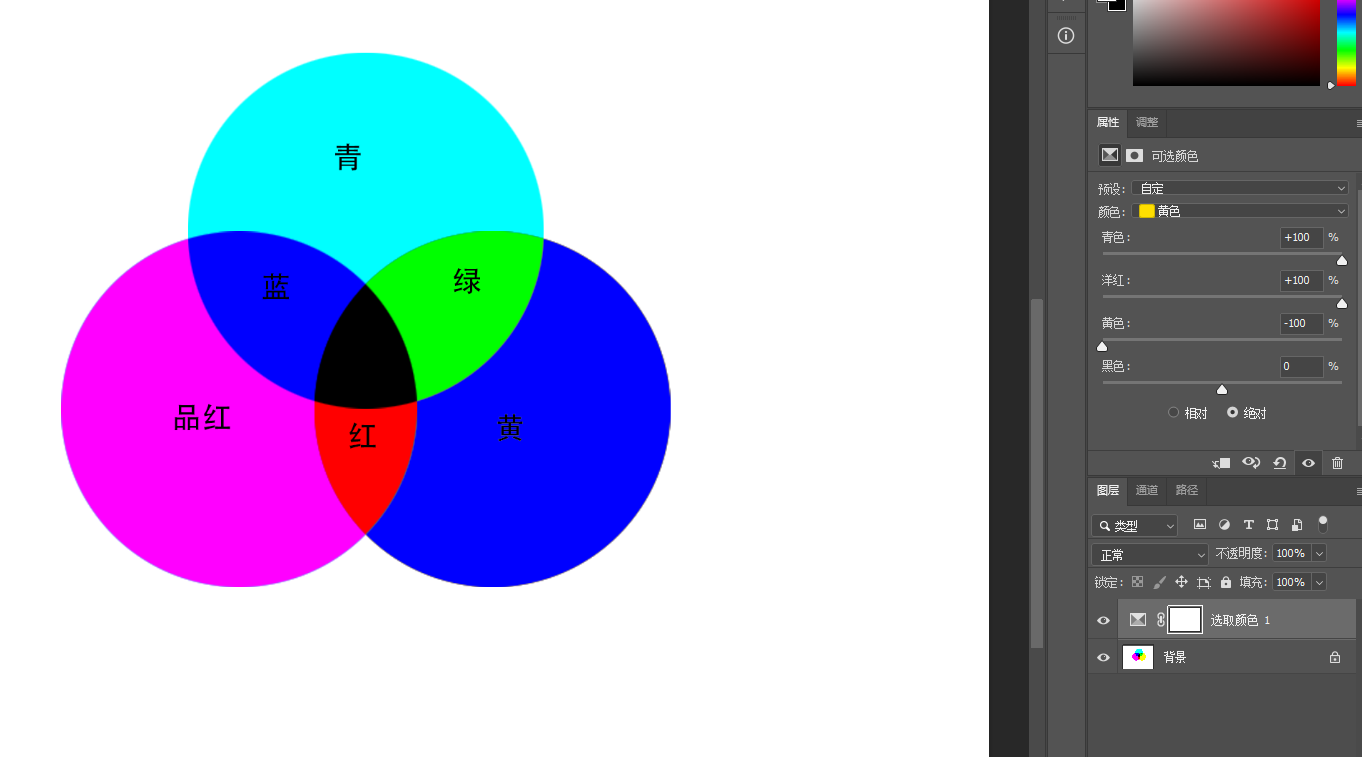 青
蓝
绿
品红
红
黄
属性 调整
可选颜色
预设: 自定
颜色: 黄色
青色: +100 %
洋红: +100 %
黄色: -100 %
黑色: 0 %
相对 绝对
图层 通道 路径
类型
正常 不透明度: 100%
锁定: 填充: 100%
选取颜色 1
背景